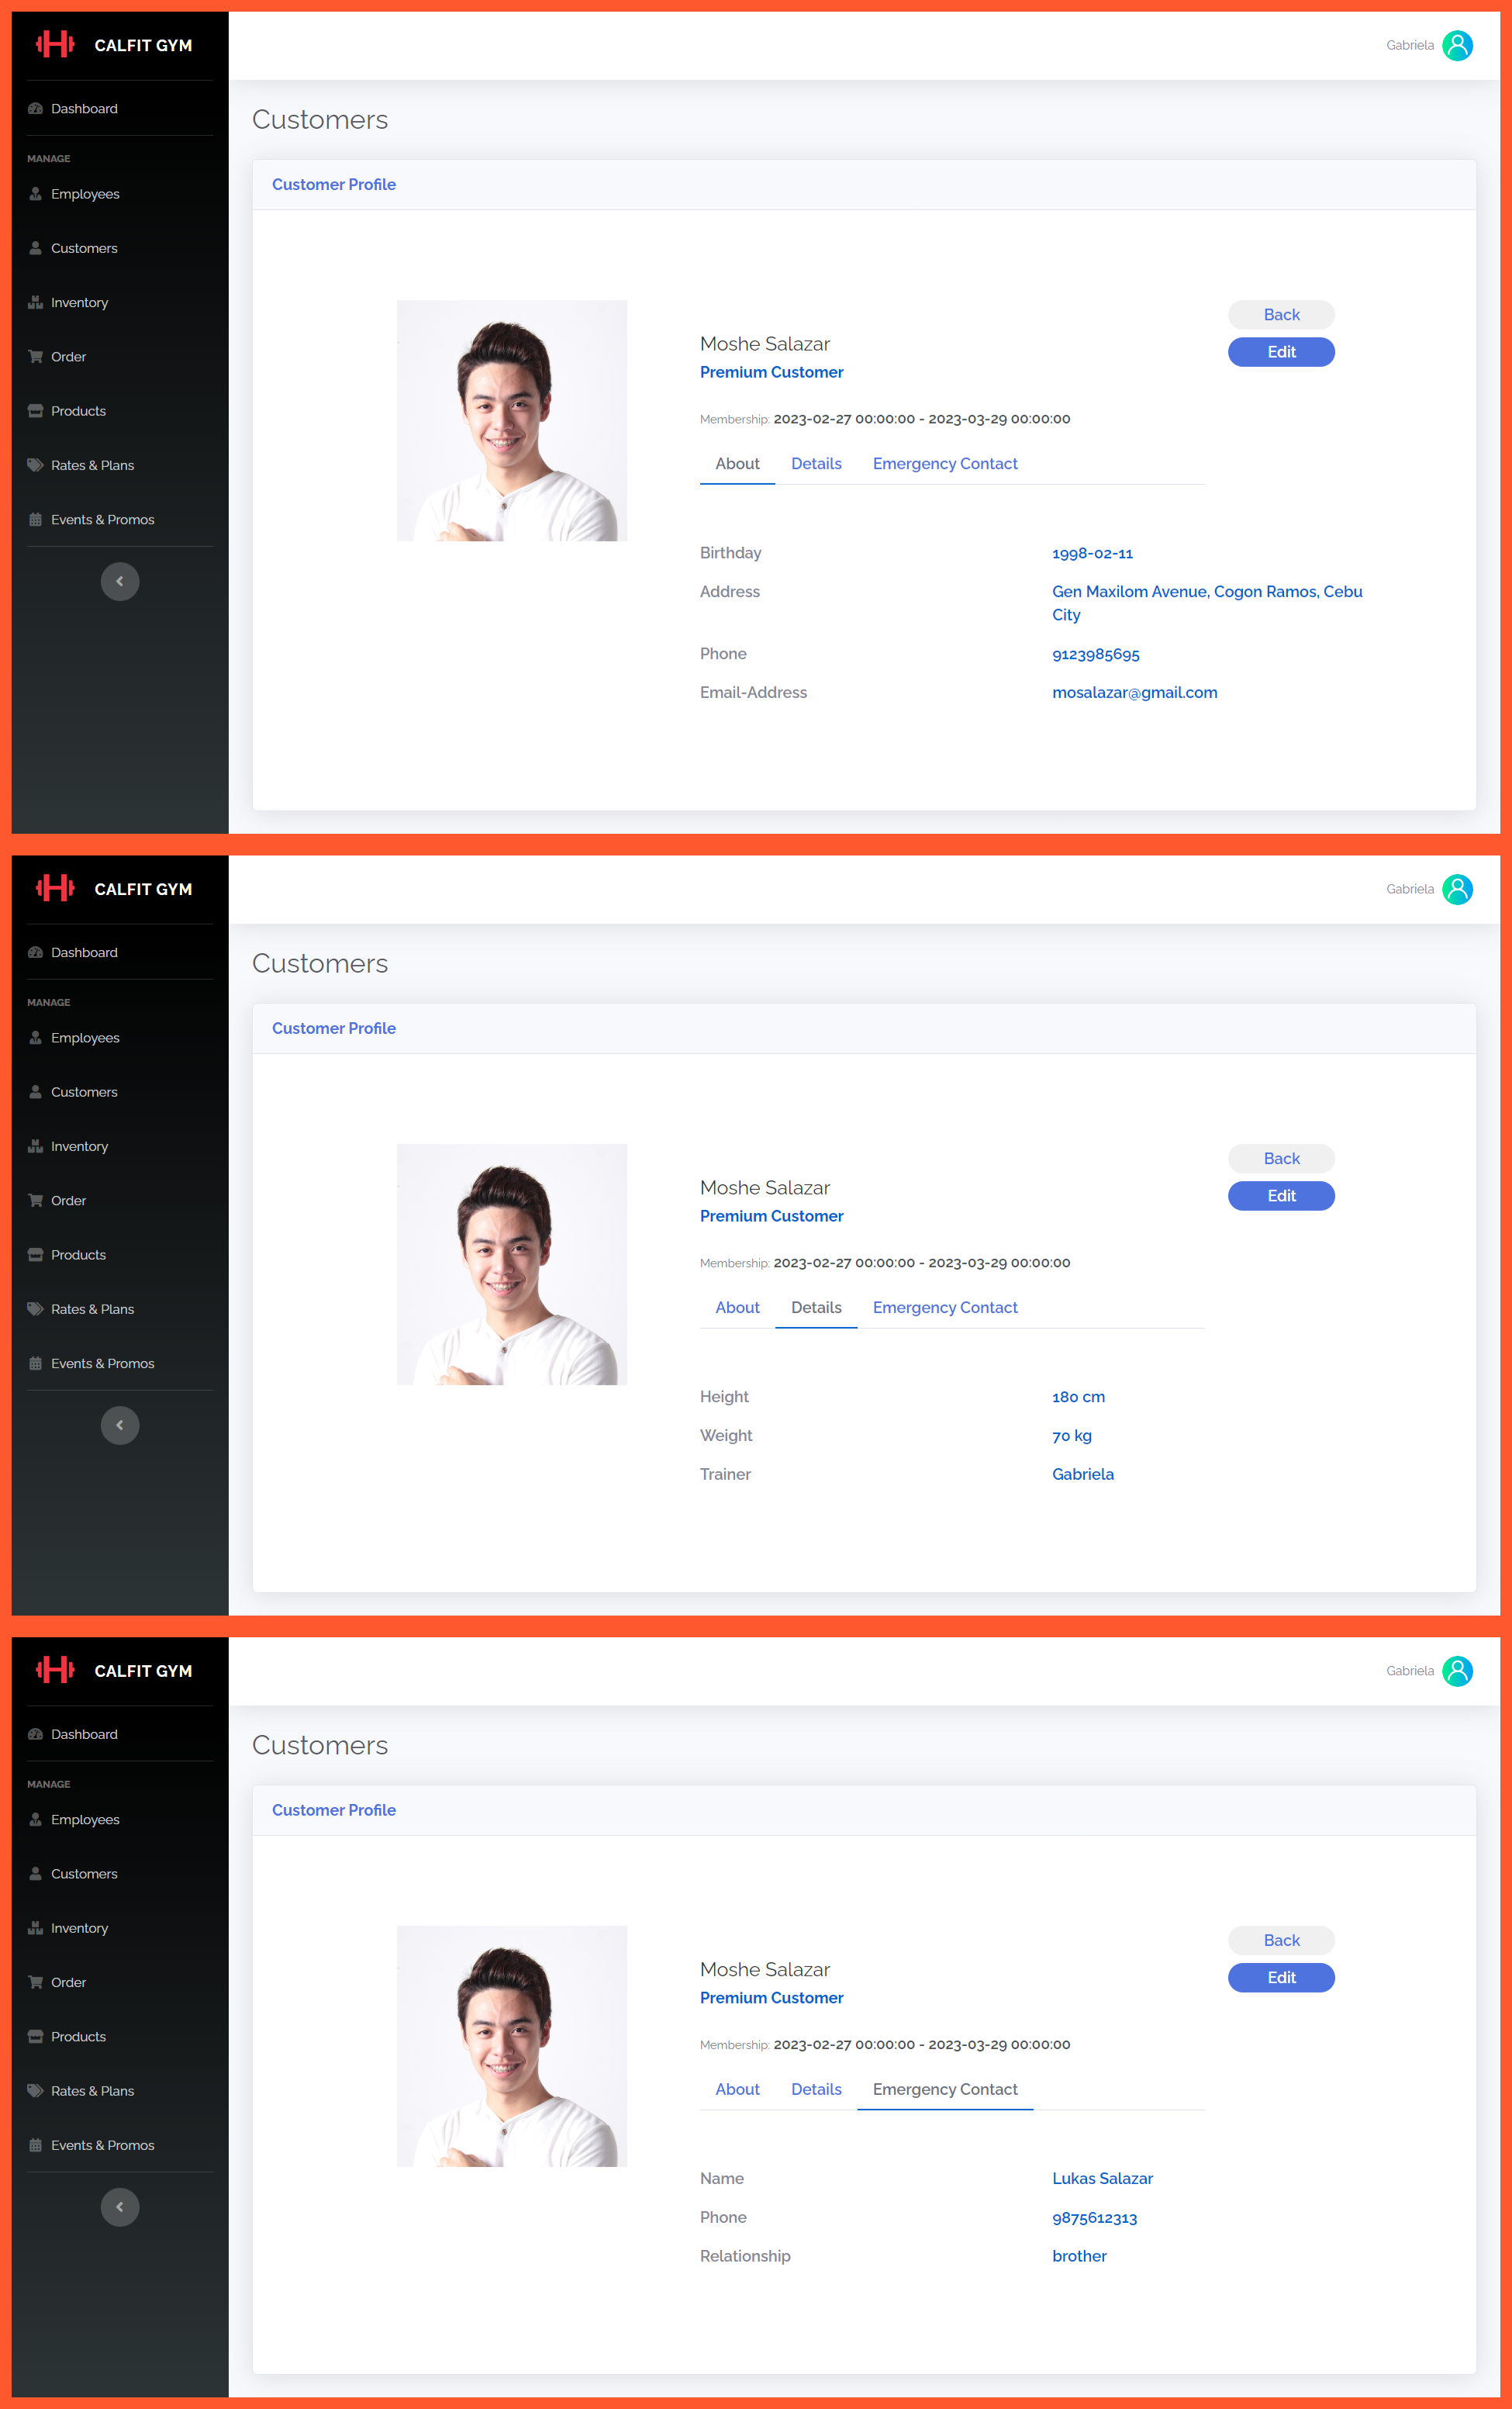 CALFIT GYM
Gabriela
Dashboard
MANAGE
Employees
Customers
Inventory
Order
Products
Rates & Plans
Events & Promos
Customers
Customer Profile
Back
Edit
Moshe Salazar
Premium Customer
Membership: 2023-02-27 00:00:00 - 2023-03-29 00:00:00
About Details Emergency Contact
Birthday 1998-02-11
Address Gen Maxilom Avenue, Cogon Ramos, Cebu
City
Phone 9123985695
Email-Address mosalazar@gmail.com
CALFIT GYM
Gabriela
Dashboard
MANAGE
Employees
Customers
Inventory
Order
Products
Rates & Plans
Events & Promos
Customers
Customer Profile
Back
Edit
Moshe Salazar
Premium Customer
Membership: 2023-02-27 00:00:00 - 2023-03-29 00:00:00
About Details Emergency Contact
Height 180 cm
Weight 70 kg
Trainer Gabriela
CALFIT GYM
Gabriela
Dashboard
MANAGE
Employees
Customers
Inventory
Order
Products
Rates & Plans
Events & Promos
Customers
Customer Profile
Back
Edit
Moshe Salazar
Premium Customer
Membership: 2023-02-27 00:00:00 - 2023-03-29 00:00:00
About Details Emergency Contact
Name Lukas Salazar
Phone 9875612313
Relationship brother